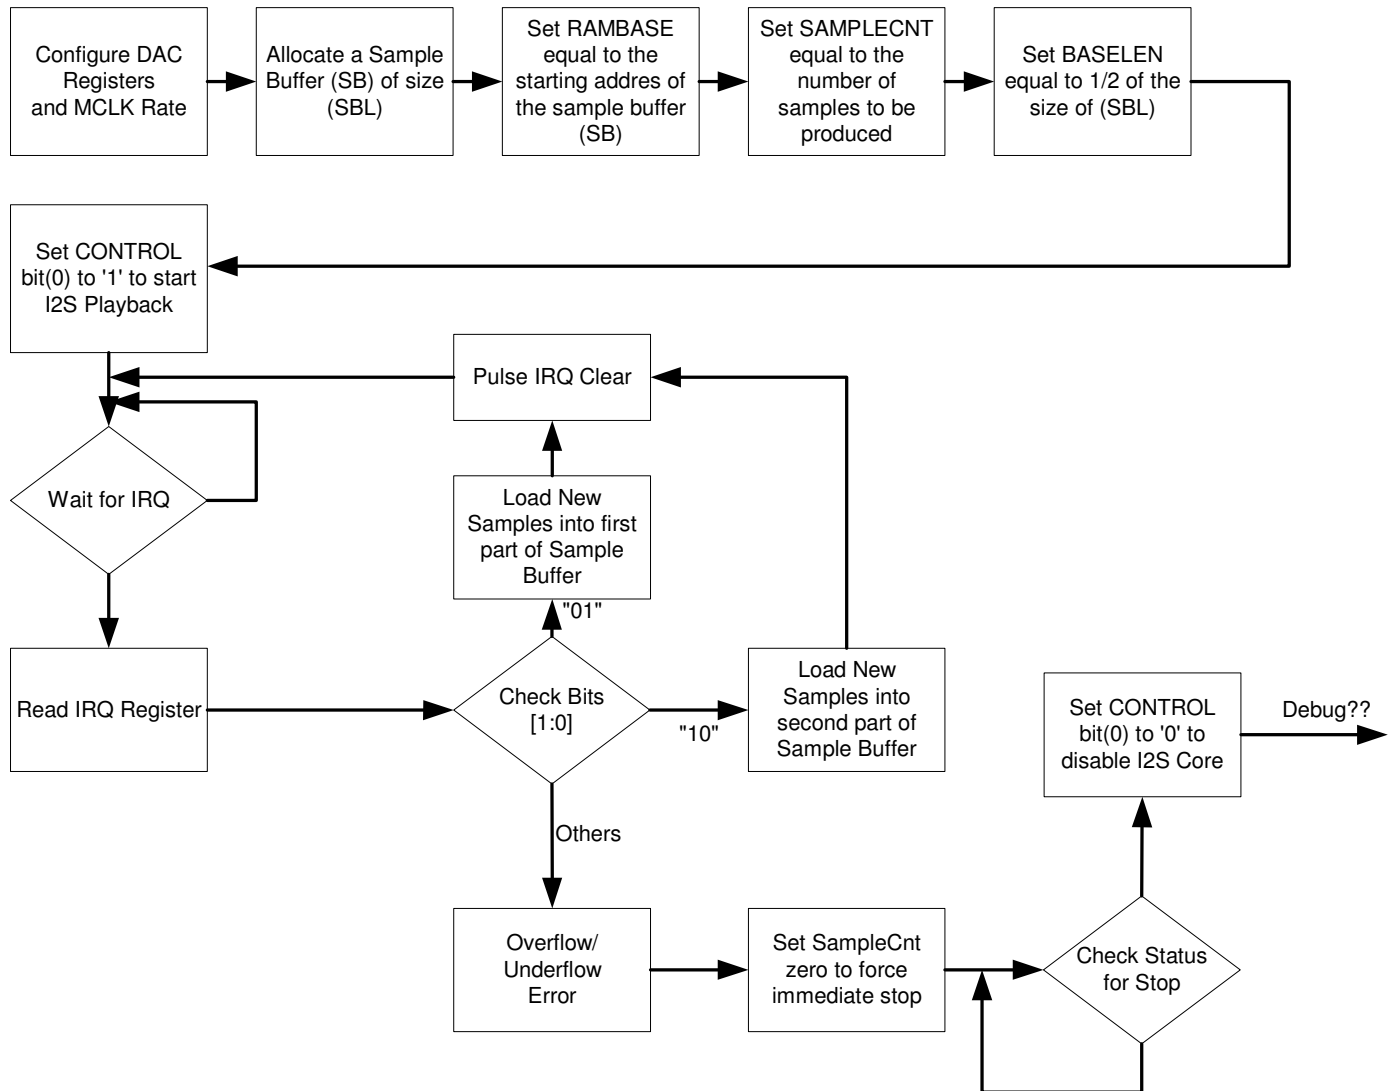 Configure DAC
Registers
and MCLK Rate
Allocate a Sample
Buffer (SB) of size
(SBL)
Set RAMBASE
equal to the
starting addres of
the sample buffer
(SB)
Set SAMPLECNT
equal to the
number of
samples to be
produced
Set BASELEN
equal to 1/2 of the
size of (SBL)
Set CONTROL
bit(0) to '1' to start
I2S Playback
Pulse IRQ Clear
Wait for IRQ
Load New
Samples into first
part of Sample
Buffer
"01"
Read IRQ Register
Check Bits
[1:0]
"10"
Load New
Samples into
second part of
Sample Buffer
Set CONTROL
bit(0) to '0' to
disable I2S Core
Debug??
Others
Overflow/
Underflow
Error
Set SampleCnt
zero to force
immediate stop
Check Status
for Stop